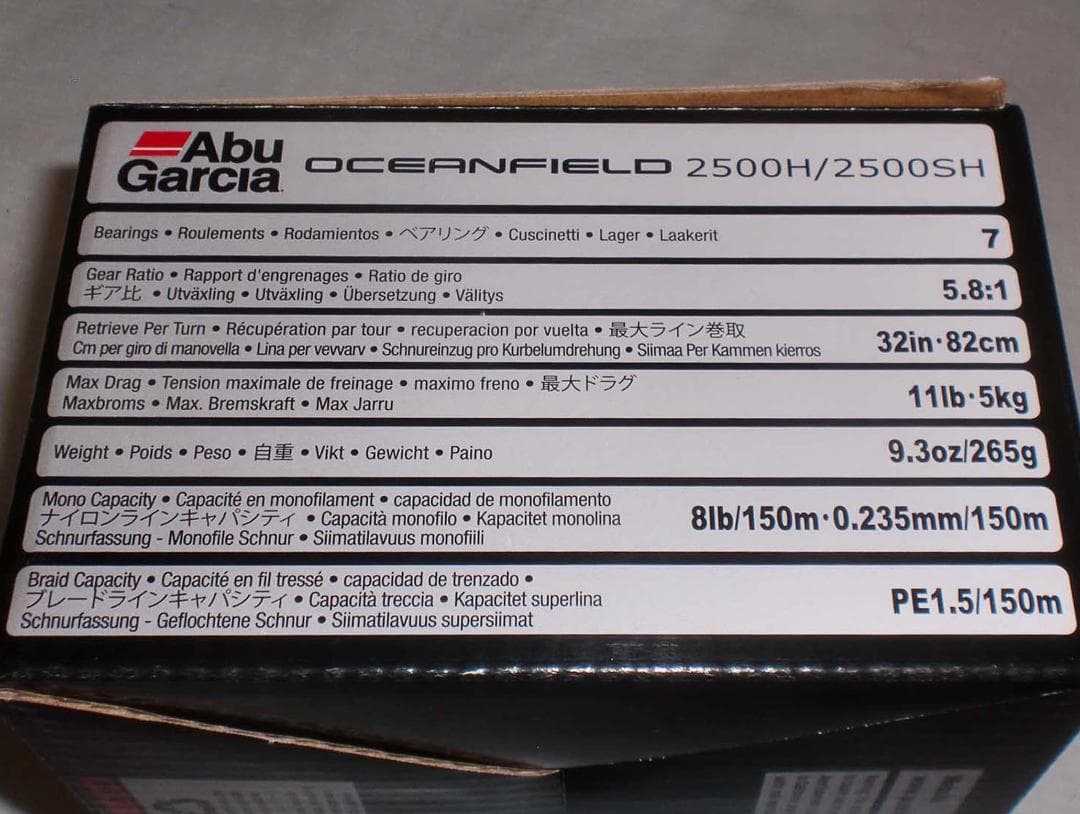 Abu Garcia OCEANFIELD 2500H/2500SH
Bearings • Roulements • Rodamientos • ベアリング • Cuscinetti • Lager • Laakerit 7
Gear Ratio • Rapport d'engrenages • Ratio de giro
ギア比 • Utväxling • Utväxling • Übersetzung • Välitys 5.8:1
Retrieve Per Turn • Récupération par tour • recuperacion por vuelta • 最大ライン巻取
Cm per giro di manovella • Lina per vevvarv • Schnureinzug pro Kurbelumdrehung • Siimaa Per Kammen kierros 32in·82cm
Max Drag • Tension maximale de freinage • maximo freno • 最大ドラグ
Maxbroms • Max. Bremskraft • Max Jarru 11lb·5kg
Weight • Poids • Peso • 自重 • Vikt • Gewicht • Paino 9.3oz/265g
Mono Capacity • Capacité en monofilament • capacidad de monofilamento
ナイロンラインキャパシティ • Capacità monofilo • Kapacitet monolina 8lb/150m·0.235mm/150m
Schnurfassung - Monofile Schnur • Siimatilavuus monofiili
Braid Capacity • Capacité en fil tressé • capacidad de trenzado •
ブレードラインキャパシティ • Capacità treccia • Kapacitet superlina PE1.5/150m
Schnurfassung - Geflochtene Schnur • Siimatilavuus supersiimat